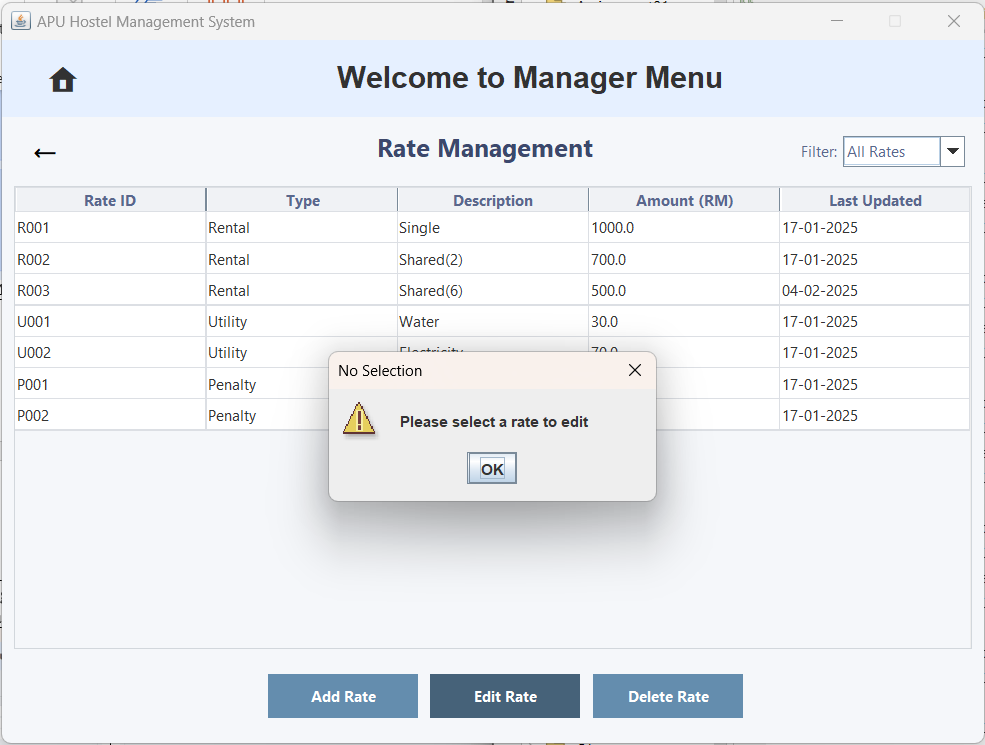 APU Hostel Management System
Welcome to Manager Menu
Rate Management
Filter: All Rates
Rate ID Type Description Amount (RM) Last Updated
R001 Rental Single 1000.0 17-01-2025
R002 Rental Shared(2) 700.0 17-01-2025
R003 Rental Shared(6) 500.0 04-02-2025
U001 Utility Water 30.0 17-01-2025
U002 Utility Electricity 70.0 17-01-2025
P001 Penalty 17-01-2025
P002 Penalty 17-01-2025
No Selection
Please select a rate to edit
OK
Add Rate Edit Rate Delete Rate